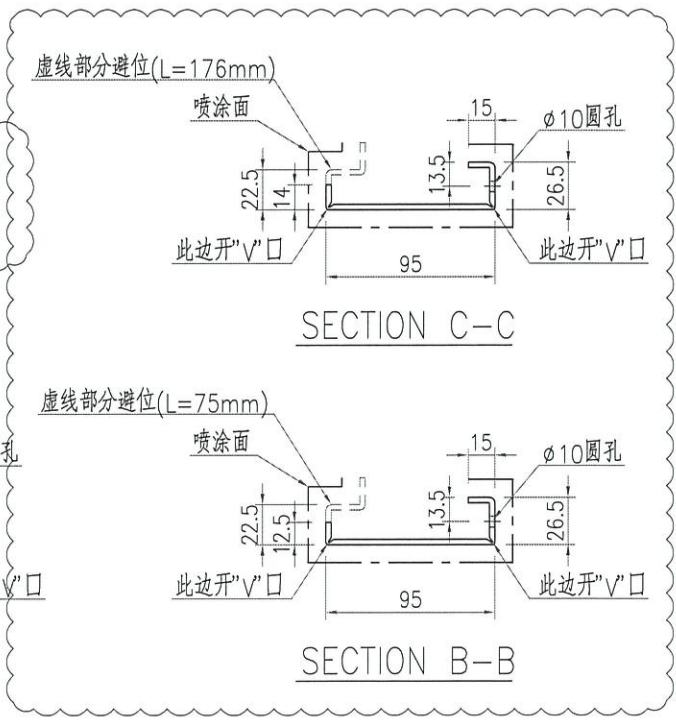 虚线部分避位(L=176mm)
喷涂面
15
ø10圆孔
22.5
14
13.5
26.5
此边开"V"口
95
此边开"V"口
SECTION C-C
虚线部分避位(L=75mm)
孔
喷涂面
15
ø10圆孔
22.5
12.5
13.5
26.5
V"口
此边开"V"口
95
此边开"V"口
SECTION B-B